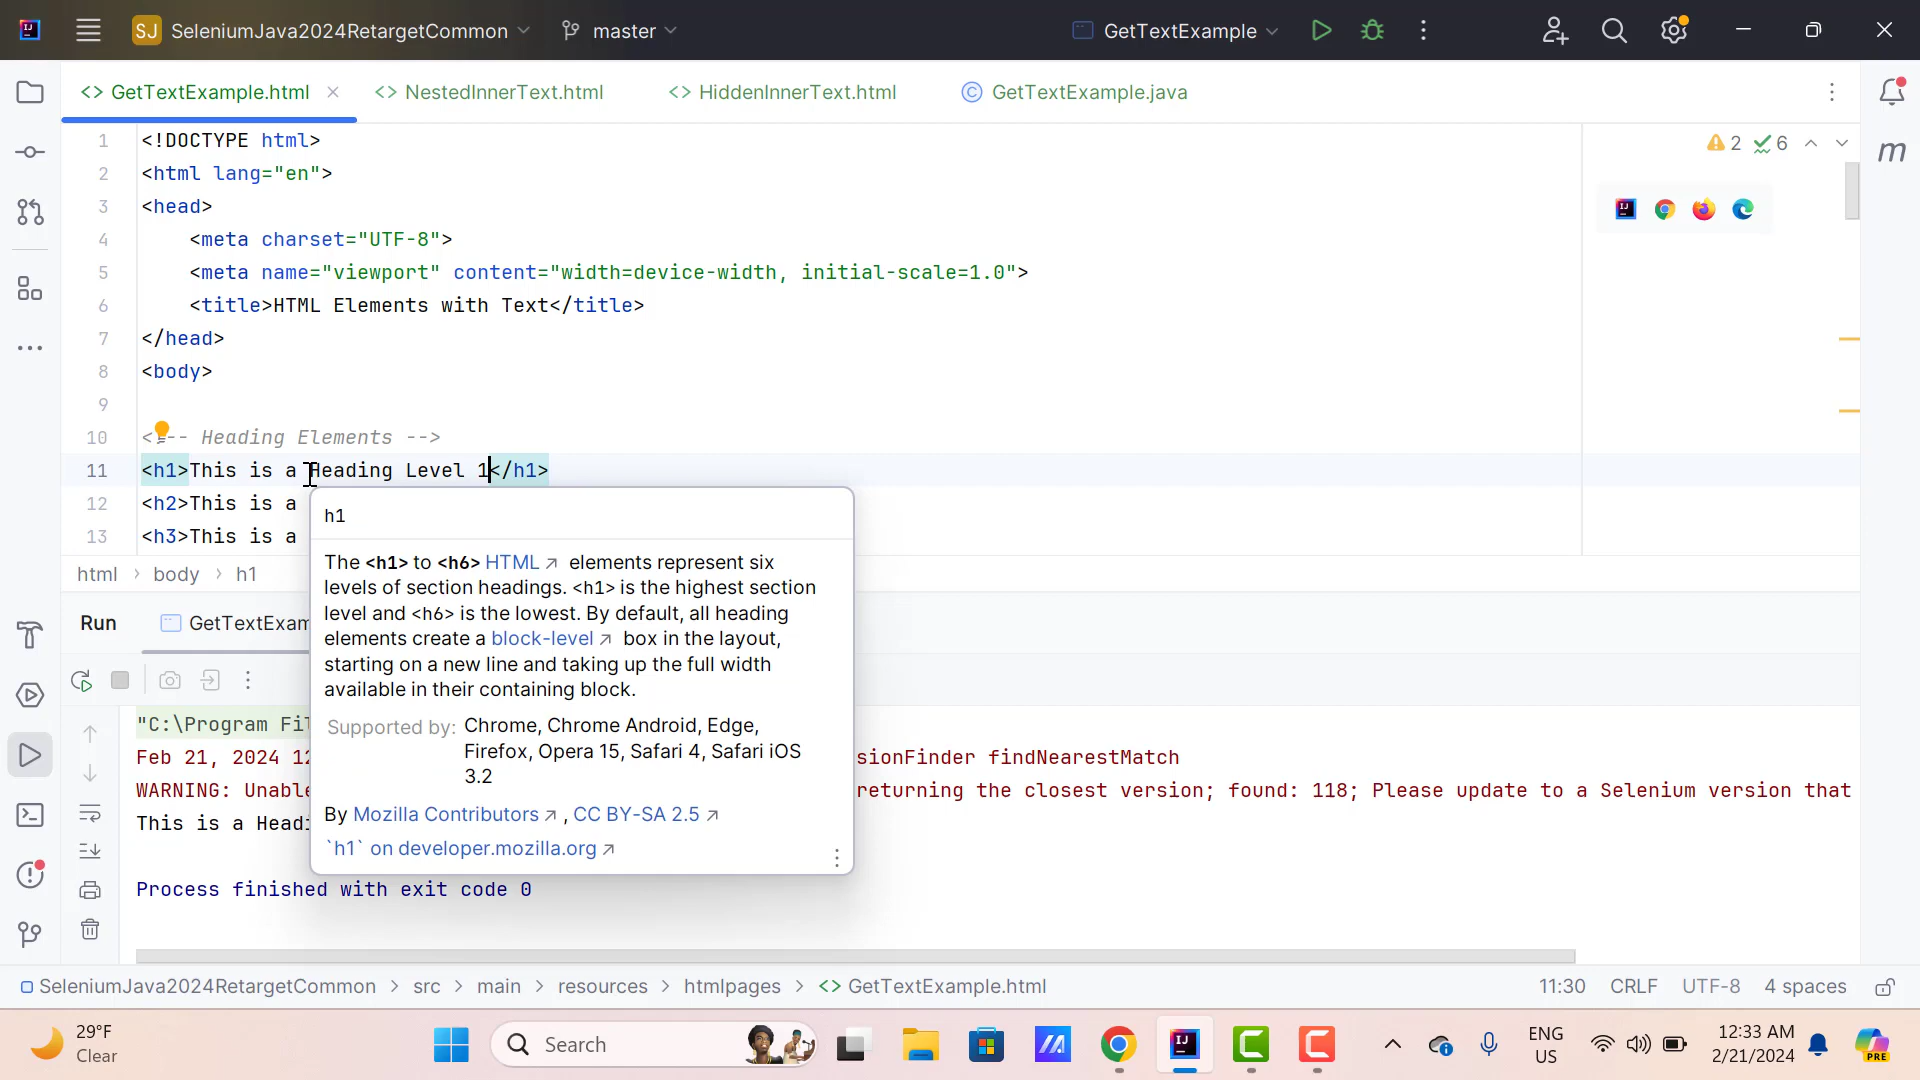 SJ SeleniumJava2024RetargetCommon master GetTextExample
<> GetTextExample.html <> NestedInnerText.html <> HiddenInnerText.html GetTextExample.java
1 <!DOCTYPE html>
2 6
2 <html lang="en">
3 <head>
4 <meta charset="UTF-8">
5 <meta name="viewport" content="width=device-width, initial-scale=1.0">
6 <title>HTML Elements with Text</title>
7 </head>
8 <body>
9
10 <!-- Heading Elements -->
11 <h1>This is a Heading Level 1</h1>
12 <h2>This is a
13 <h3>This is a
h1
The <h1> to <h6> HTML elements represent six
levels of section headings. <h1> is the highest section
level and <h6> is the lowest. By default, all heading
elements create a block-level box in the layout,
starting on a new line and taking up the full width
available in their containing block.
Supported by: Chrome, Chrome Android, Edge,
Firefox, Opera 15, Safari 4, Safari iOS
3.2
By Mozilla Contributors , CC BY-SA 2.5
`h1` on developer.mozilla.org
html › body › h1
Run GetTextExam
"C:\Program Fil
Feb 21, 2024 12 sionFinder findNearestMatch
WARNING: Unable returning the closest version; found: 118; Please update to a Selenium version that
This is a Headi
Process finished with exit code 0
SeleniumJava2024RetargetCommon > src > main > resources > htmlpages > <> GetTextExample.html 11:30 CRLF UTF-8 4 spaces
29°F
Clear
Search
ENG
US
12:33 AM
2/21/2024
PRE